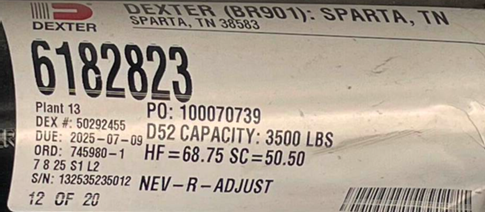 DEXTER
DEXTER (BR901): SPARTA, TN
SPARTA, TN 38583
6182823
Plant 13
DEX #: 50292455
DUE: 2025-07-09
ORD: 745980-1
7 8 25 S1 L2
S/N: 132535235012
12 OF 20
PO: 100070739
D52 CAPACITY: 3500 LBS
HF=68.75 SC=50.50
NEV-R-ADJUST